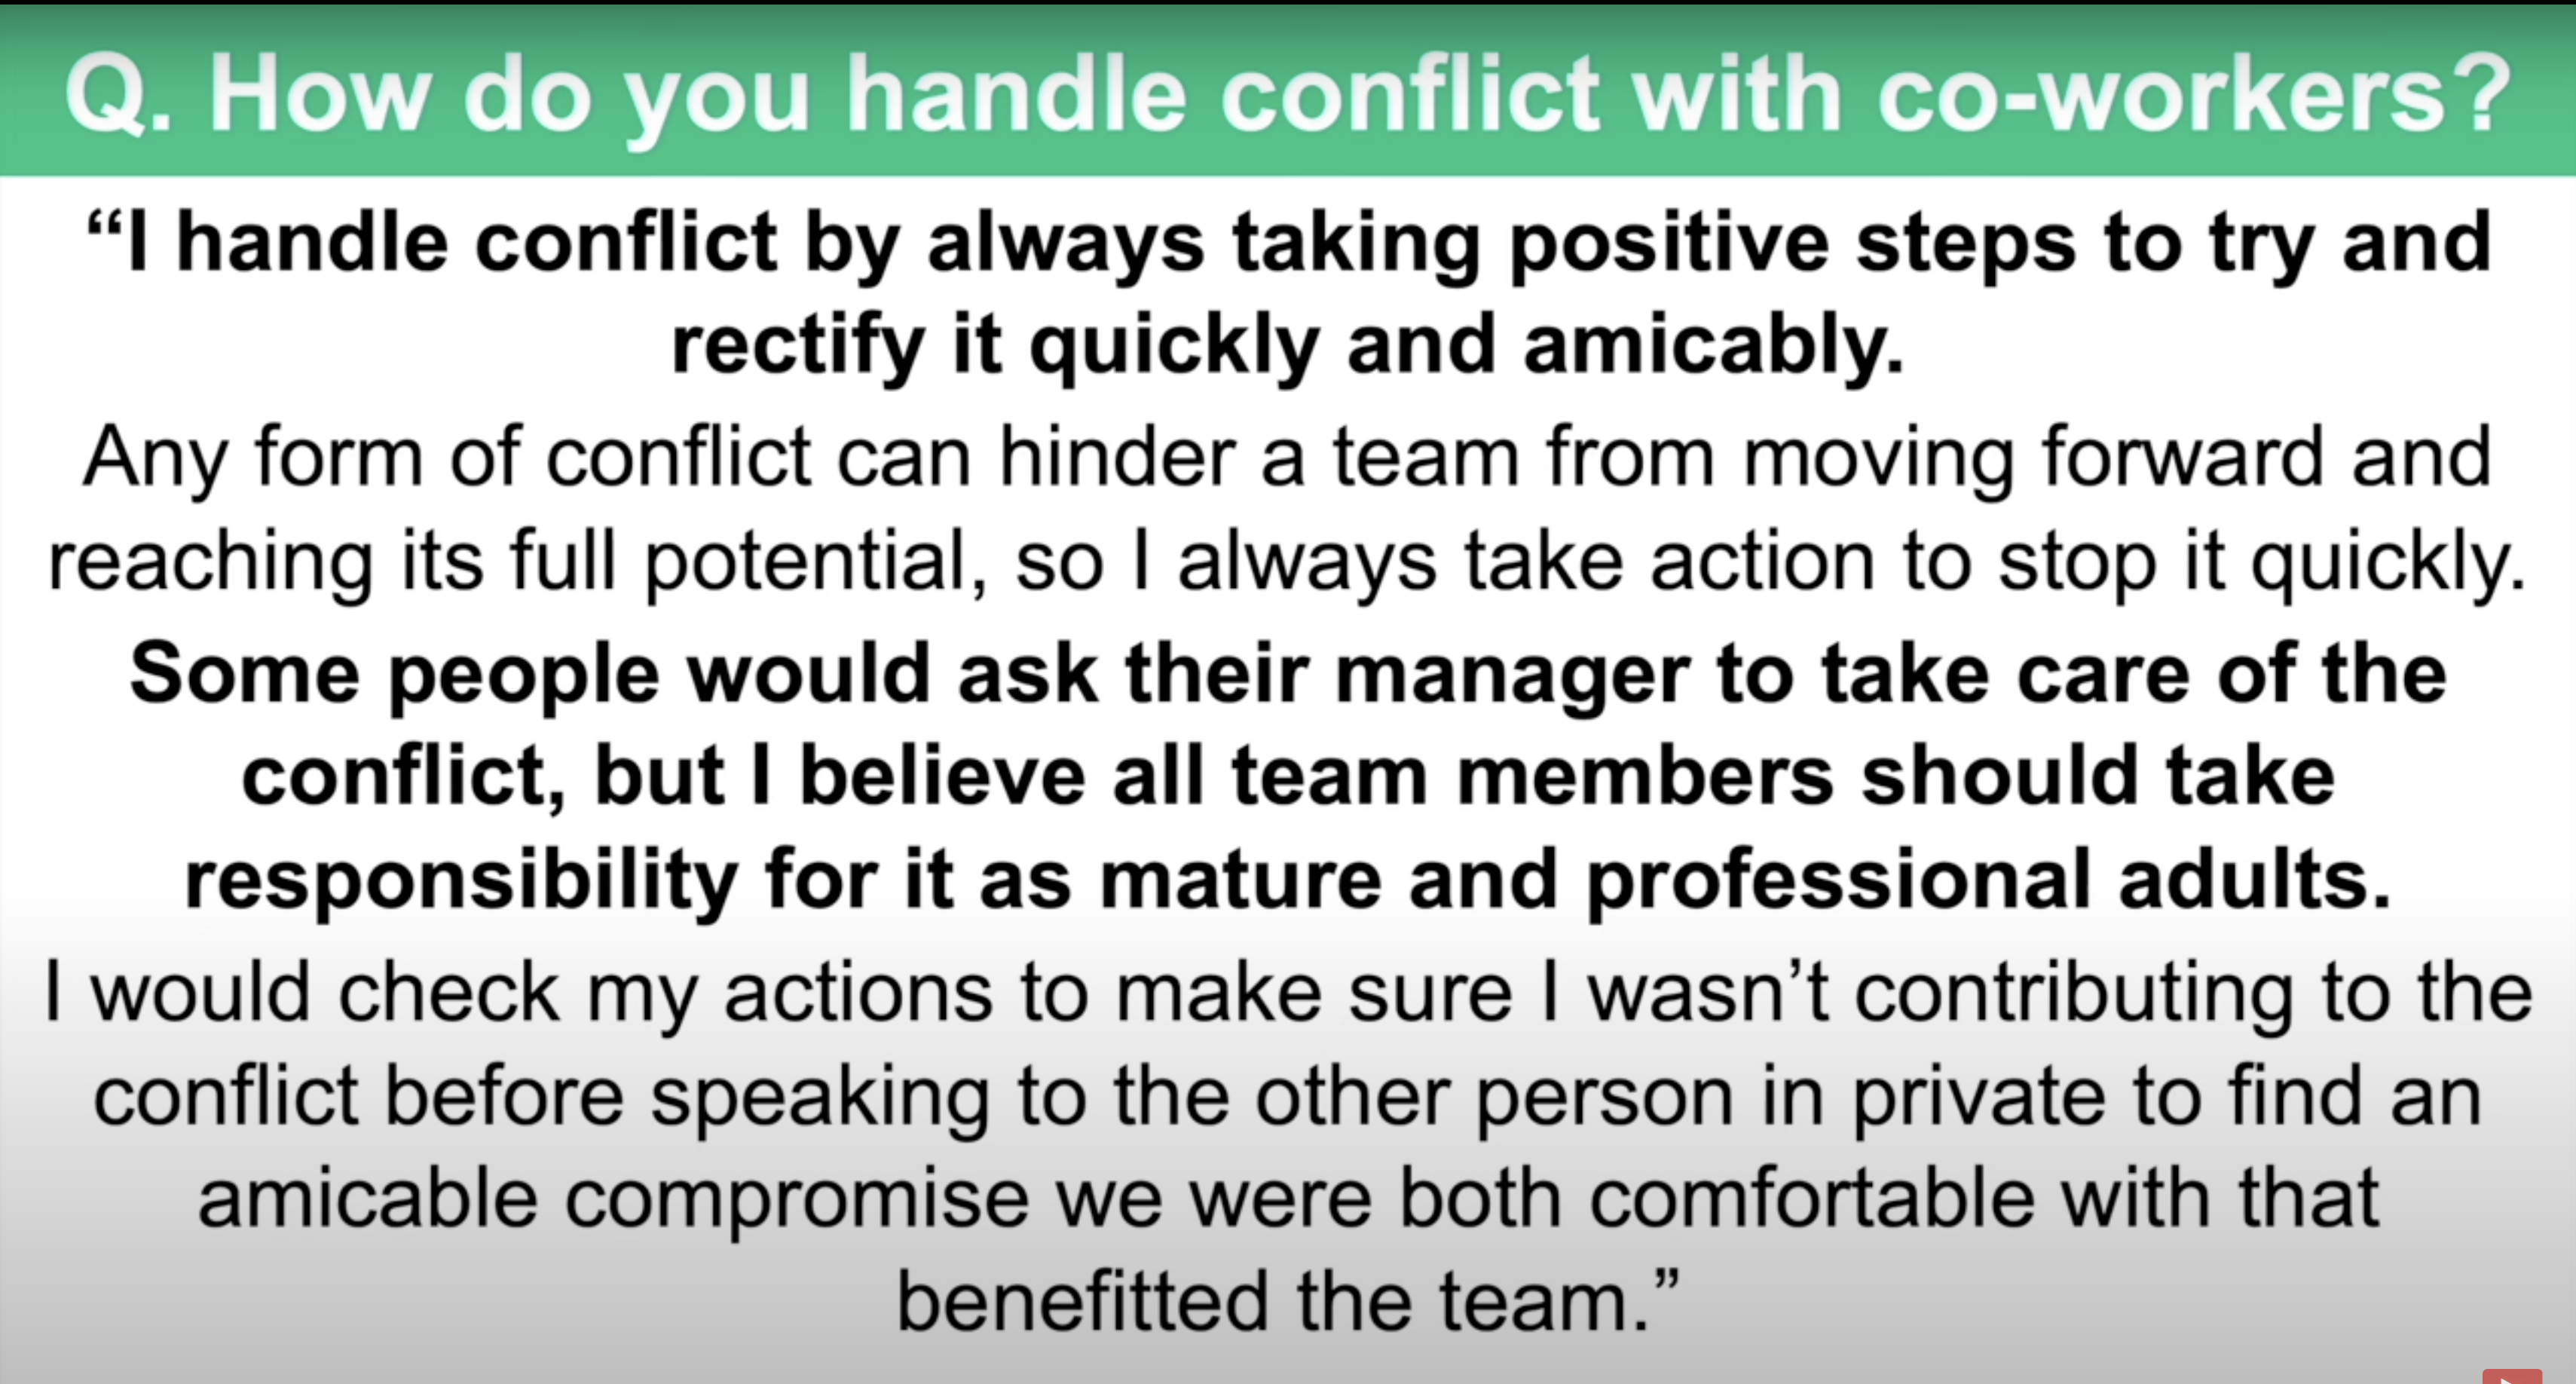 Q. How do you handle conflict with co-workers?
“I handle conflict by always taking positive steps to try and
rectify it quickly and amicably.
Any form of conflict can hinder a team from moving forward and
reaching its full potential, so I always take action to stop it quickly.
Some people would ask their manager to take care of the
conflict, but I believe all team members should take
responsibility for it as mature and professional adults.
I would check my actions to make sure I wasn’t contributing to the
conflict before speaking to the other person in private to find an
amicable compromise we were both comfortable with that
benefitted the team.”